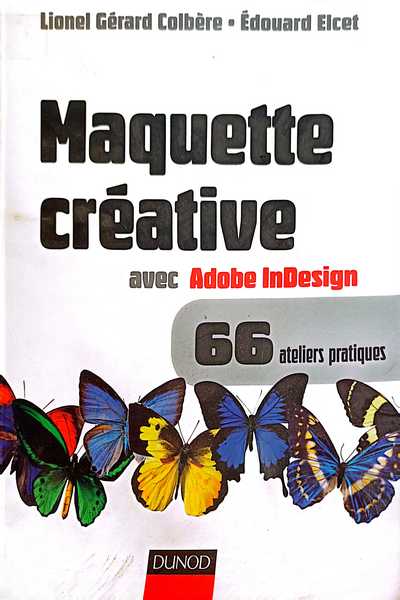 Lionel Gérard Colbère • Édouard Elcet
Maquette
créative
avec Adobe InDesign
66 ateliers pratiques
DUNOD